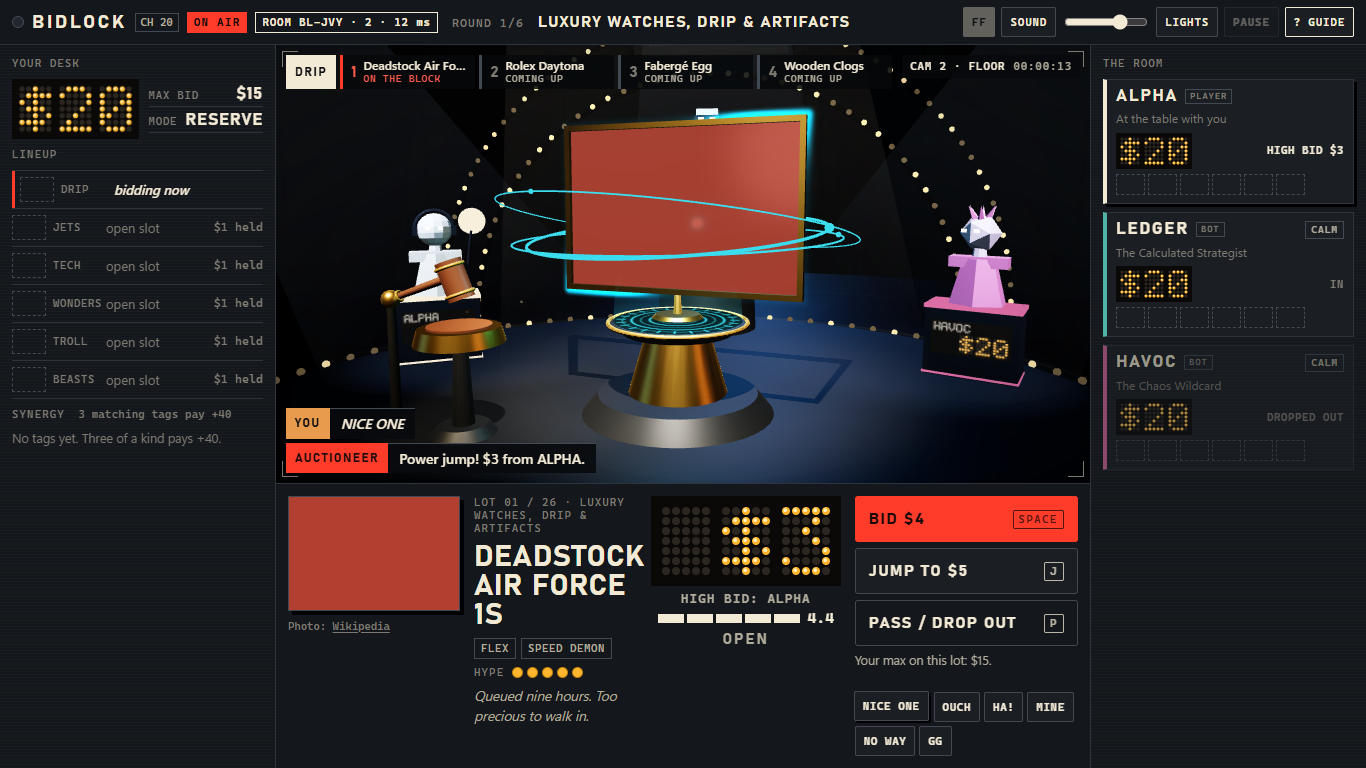 BIDLOCK CH 20 ON AIR ROOM BL-JVY · 2 · 12 ms ROUND 1/6 LUXURY WATCHES, DRIP & ARTIFACTS FF SOUND LIGHTS PAUSE ? GUIDE
YOUR DESK
$20
MAX BID $15
MODE RESERVE
LINEUP
DRIP bidding now
JETS open slot $1 held
TECH open slot $1 held
WONDERS open slot $1 held
TROLL open slot $1 held
BEASTS open slot $1 held
SYNERGY 3 matching tags pay +40
No tags yet. Three of a kind pays +40.
DRIP
1 Deadstock Air Fo...
ON THE BLOCK
2 Rolex Daytona
COMING UP
3 Fabergé Egg
COMING UP
4 Wooden Clogs
COMING UP
CAM 2 · FLOOR 00:00:13
ALPHA
HAVOC
$20
YOU NICE ONE
AUCTIONEER Power jump! $3 from ALPHA.
Photo: Wikipedia
LOT 01 / 26 · LUXURY
WATCHES, DRIP &
ARTIFACTS
DEADSTOCK
AIR FORCE
1S
FLEX SPEED DEMON
HYPE
Queued nine hours. Too
precious to walk in.
$3
HIGH BID: ALPHA
4.4
OPEN
BID $4 SPACE
JUMP TO $5 J
PASS / DROP OUT P
Your max on this lot: $15.
NICE ONE OUCH HA! MINE
NO WAY GG
THE ROOM
ALPHA PLAYER
At the table with you
$20 HIGH BID $3
LEDGER BOT CALM
The Calculated Strategist
$20 IN
HAVOC BOT CALM
The Chaos Wildcard
$20 DROPPED OUT